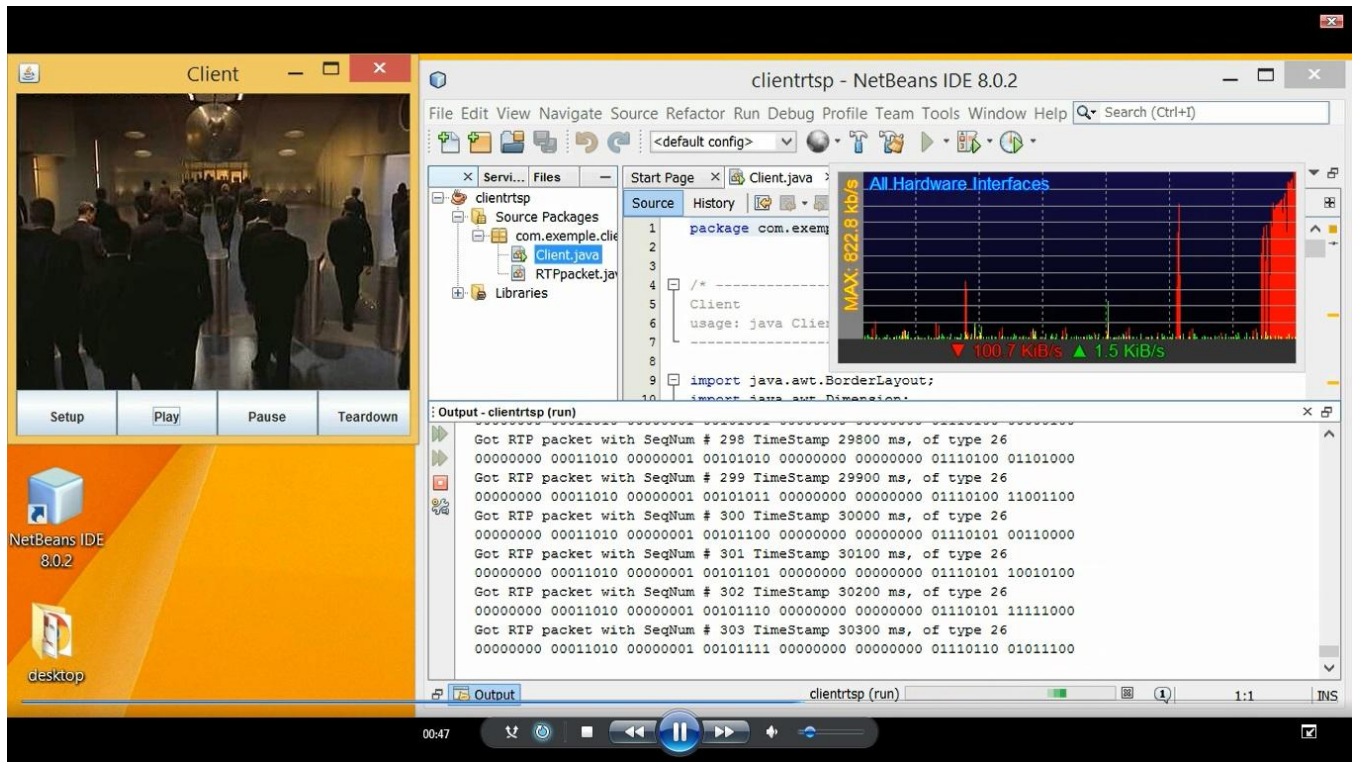 Client
Setup
Play
Pause
Teardown
NetBeans IDE
8.0.2
desktop
clientrtsp - NetBeans IDE 8.0.2
File Edit View Navigate Source Refactor Run Debug Profile Team Tools Window Help Search (Ctrl+I)
<default config>
Servi... Files
Start Page Client.java
clientrtsp
Source Packages
com.exemple.clie
Client.java
RTPpacket.jav
Libraries
Source History
1 package com.exemp
2
3
4 /* ------------------
5 Client
6 usage: java Clien
7 ------------------
8
9 import java.awt.BorderLayout;
10 import java.awt.Dimension;
All Hardware Interfaces
MAX: 822.8 kb/s
▼ 100.7 KiB/s ▲ 1.5 KiB/s
Output - clientrtsp (run)
Got RTP packet with SeqNum # 298 TimeStamp 29800 ms, of type 26
00000000 00011010 00000001 00101010 00000000 00000000 01110100 01101000
Got RTP packet with SeqNum # 299 TimeStamp 29900 ms, of type 26
00000000 00011010 00000001 00101011 00000000 00000000 01110100 11001100
Got RTP packet with SeqNum # 300 TimeStamp 30000 ms, of type 26
00000000 00011010 00000001 00101100 00000000 00000000 01110101 00110000
Got RTP packet with SeqNum # 301 TimeStamp 30100 ms, of type 26
00000000 00011010 00000001 00101101 00000000 00000000 01110101 10010100
Got RTP packet with SeqNum # 302 TimeStamp 30200 ms, of type 26
00000000 00011010 00000001 00101110 00000000 00000000 01110101 11111000
Got RTP packet with SeqNum # 303 TimeStamp 30300 ms, of type 26
00000000 00011010 00000001 00101111 00000000 00000000 01110110 01011100
Output
clientrtsp (run)
1
1:1
INS
00:47